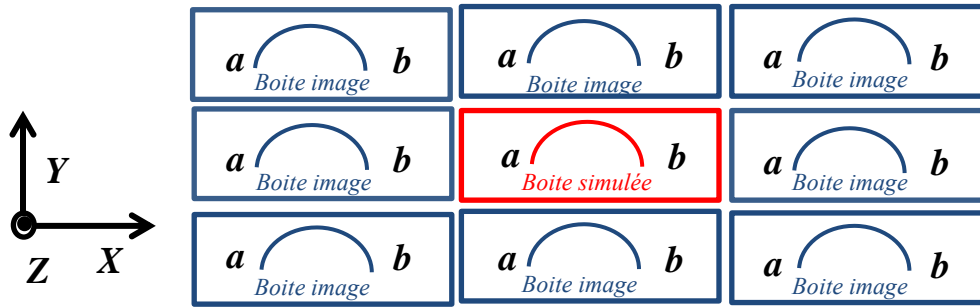 a b a b a b
Boite image Boite image Boite image
Y a b a b a b
Boite image Boite simulée Boite image
Z X a b a b a b
Boite image Boite image Boite image